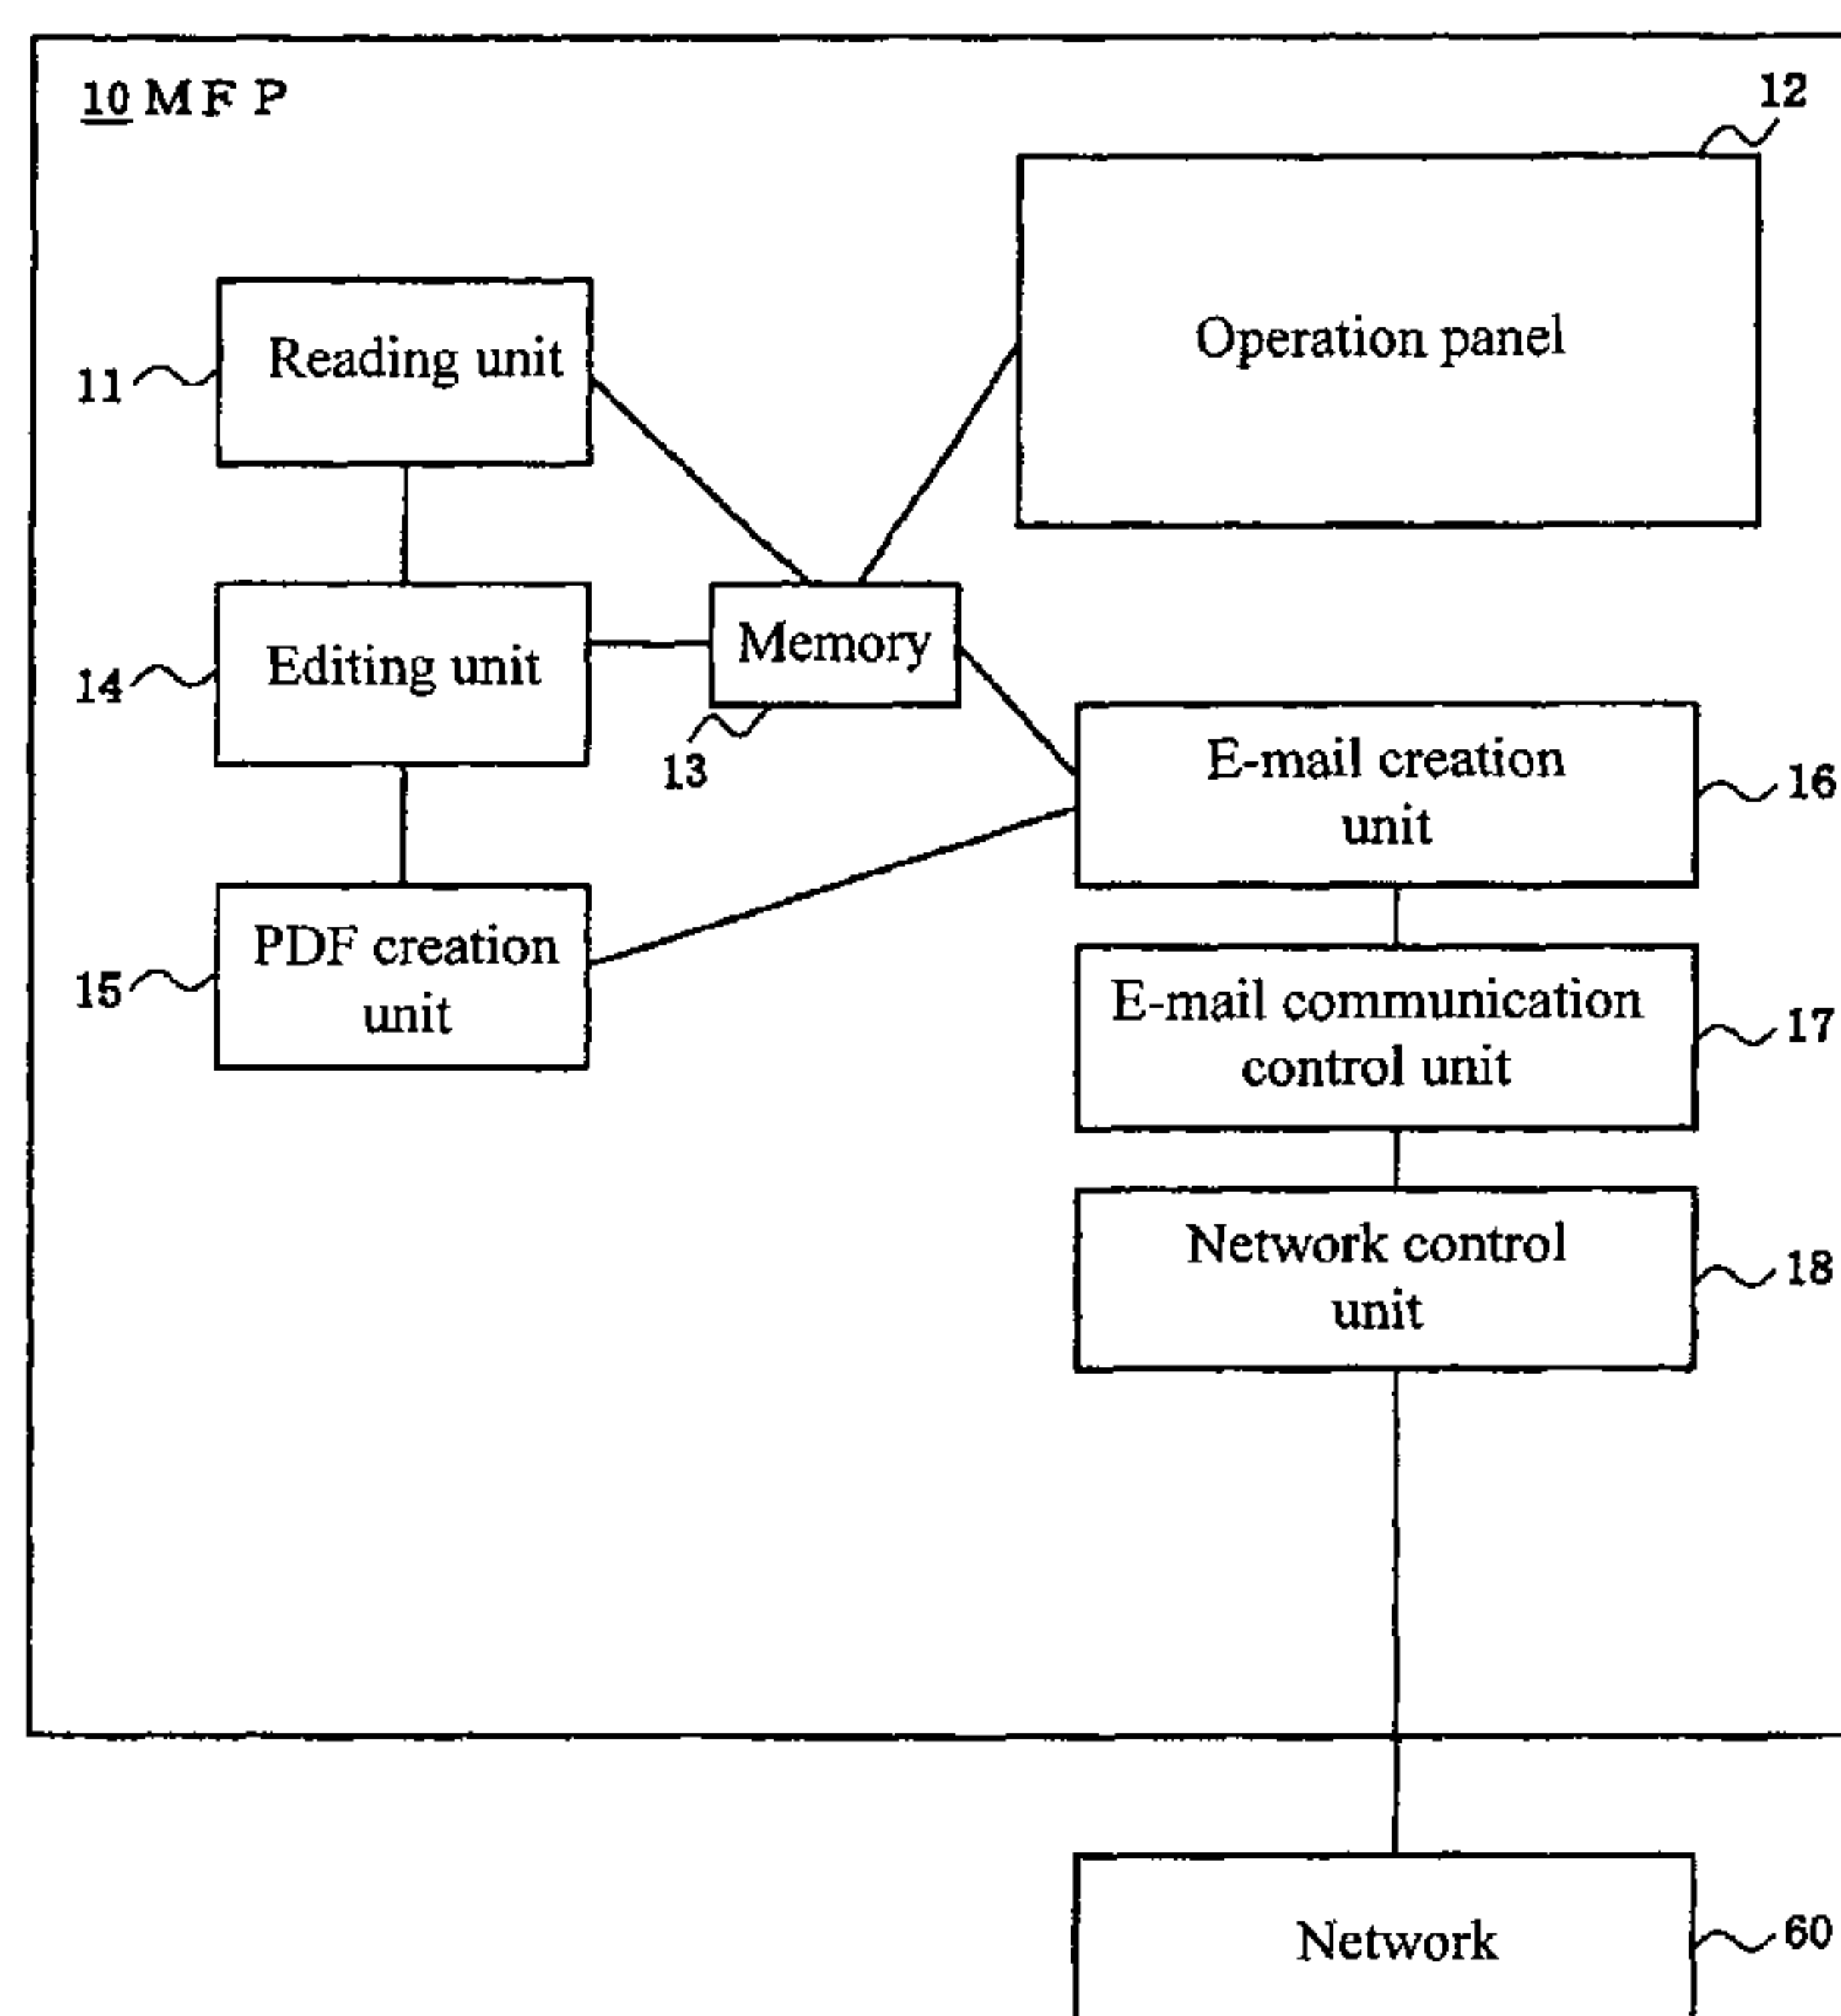 10 MFP
12
Operation panel
Reading unit
11
Editing unit
14
Memory
13
E-mail creation
unit
16
PDF creation
unit
15
E-mail communication
control unit
17
Network control
unit
18
Network
60